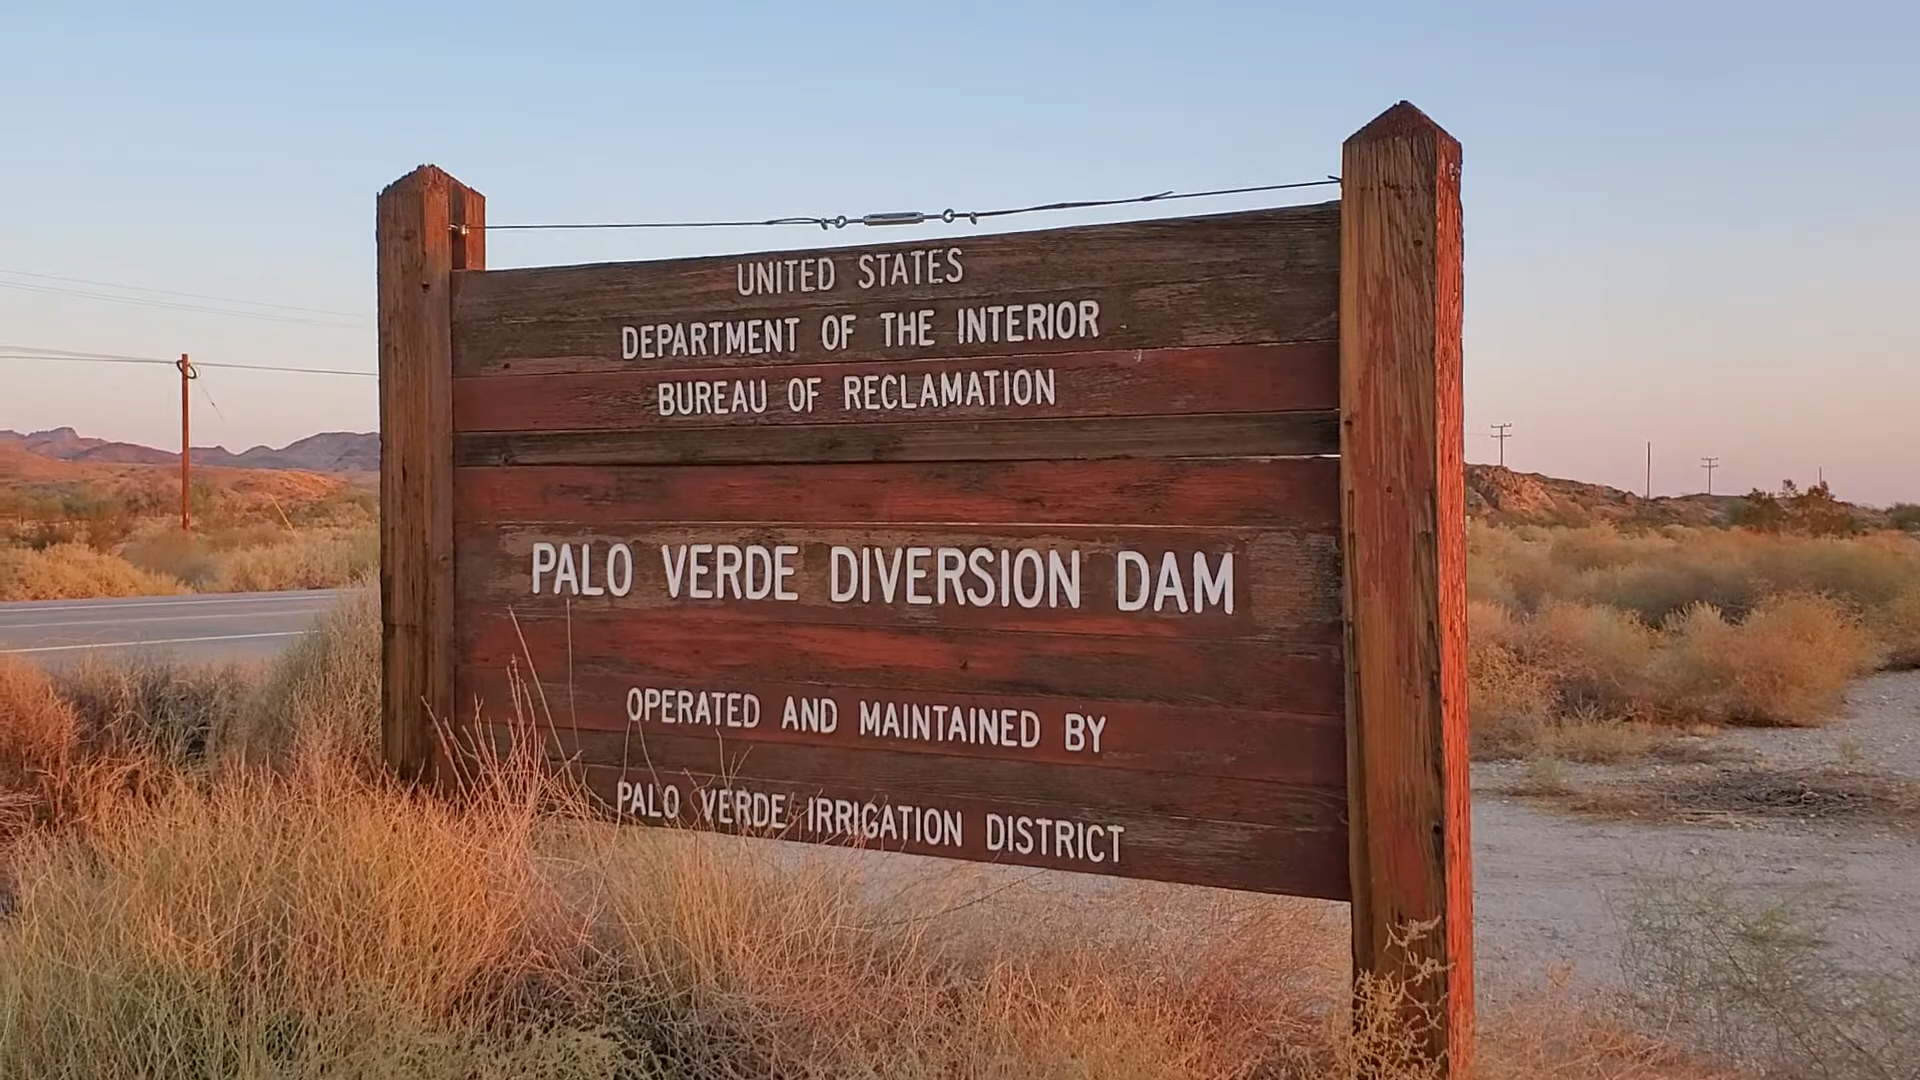 UNITED STATES
DEPARTMENT OF THE INTERIOR
BUREAU OF RECLAMATION
PALO VERDE DIVERSION DAM
OPERATED AND MAINTAINED BY
PALO VERDE IRRIGATION DISTRICT